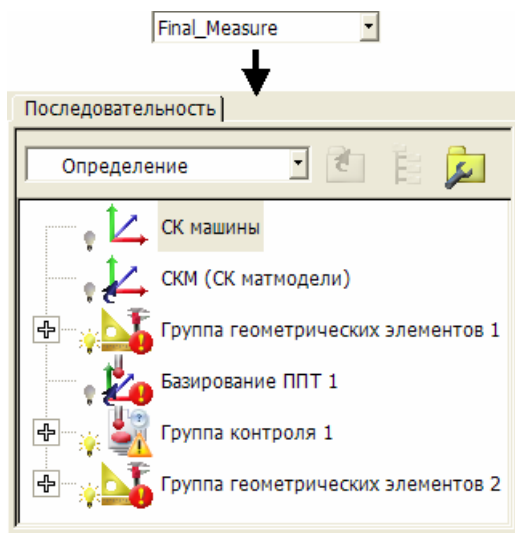 Final_Measure
Последовательность
Определение
СК машины
СКМ (СК матмодели)
Группа геометрических элементов 1
Базирование ППТ 1
Группа контроля 1
Группа геометрических элементов 2